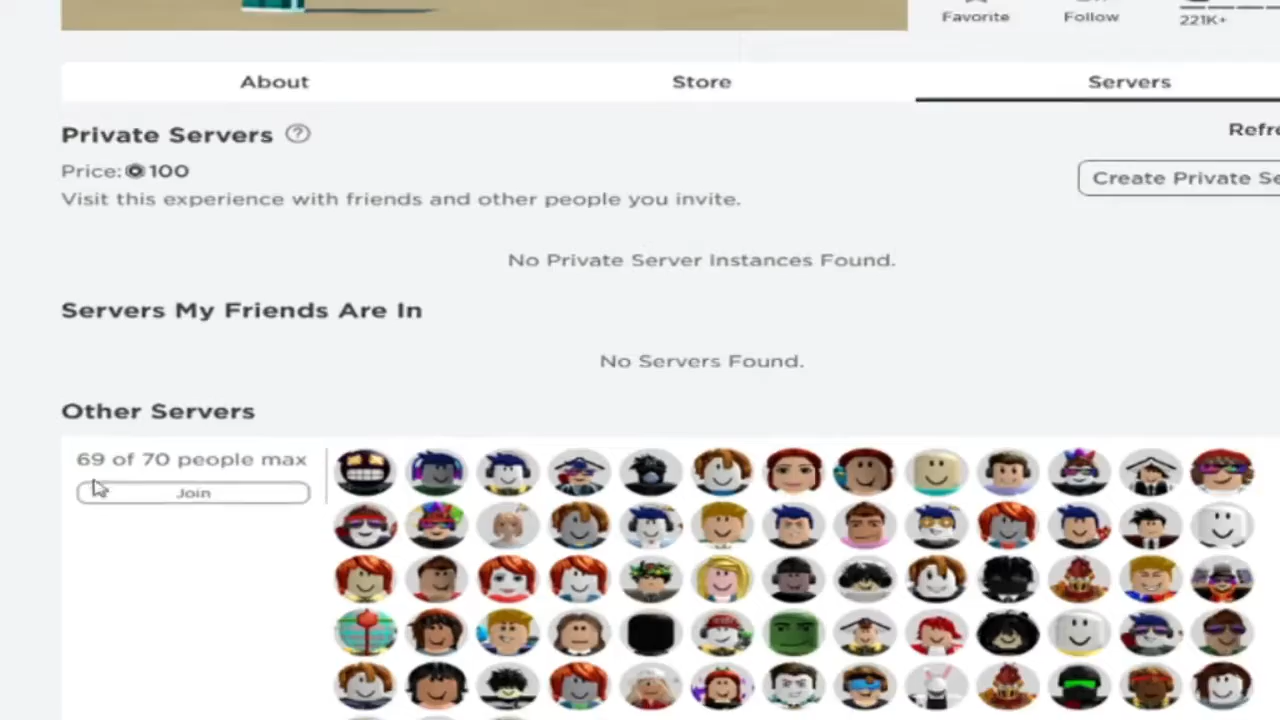 Favorite Follow 221K+
About Store Servers
Private Servers ?
Refre
Price: 100
Create Private Se
Visit this experience with friends and other people you invite.
No Private Server Instances Found.
Servers My Friends Are In
No Servers Found.
Other Servers
69 of 70 people max
Join